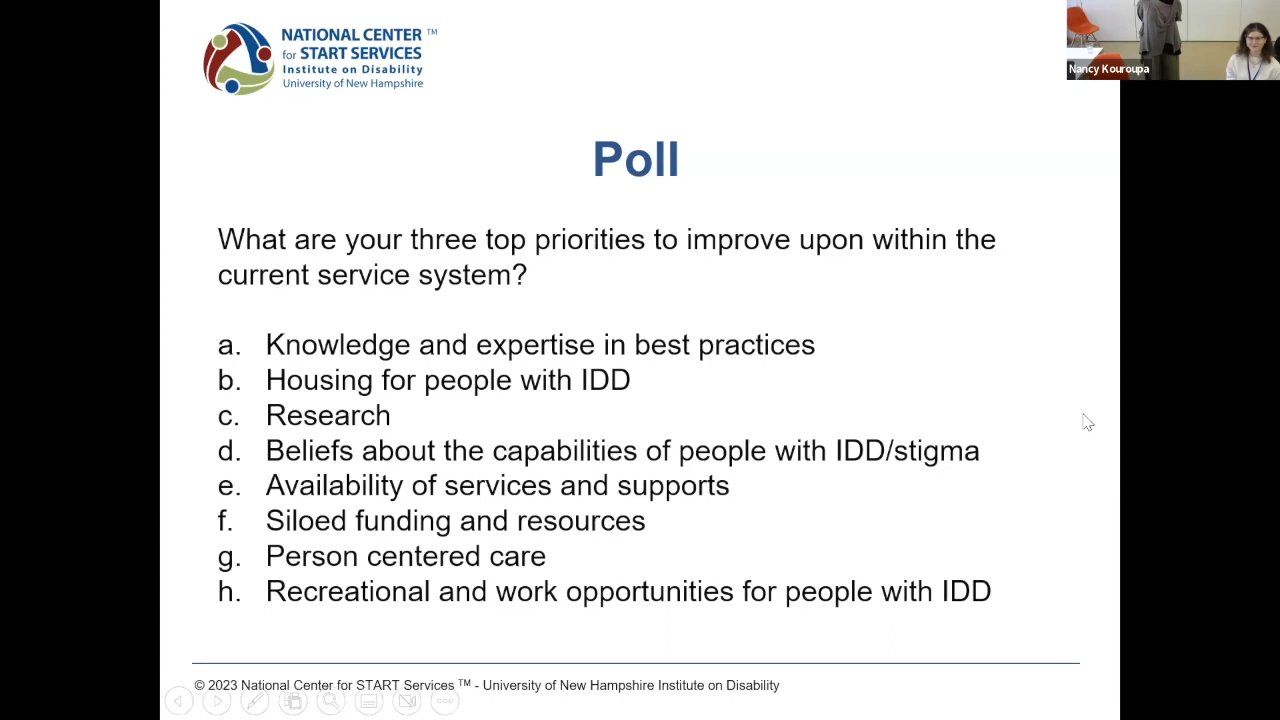 NATIONAL CENTER ™
for START SERVICES
Institute on Disability
University of New Hampshire
Nancy Kouroupa
Poll
What are your three top priorities to improve upon within the
current service system?
a. Knowledge and expertise in best practices
b. Housing for people with IDD
c. Research
d. Beliefs about the capabilities of people with IDD/stigma
e. Availability of services and supports
f. Siloed funding and resources
g. Person centered care
h. Recreational and work opportunities for people with IDD
© 2023 National Center for START Services ™ - University of New Hampshire Institute on Disability